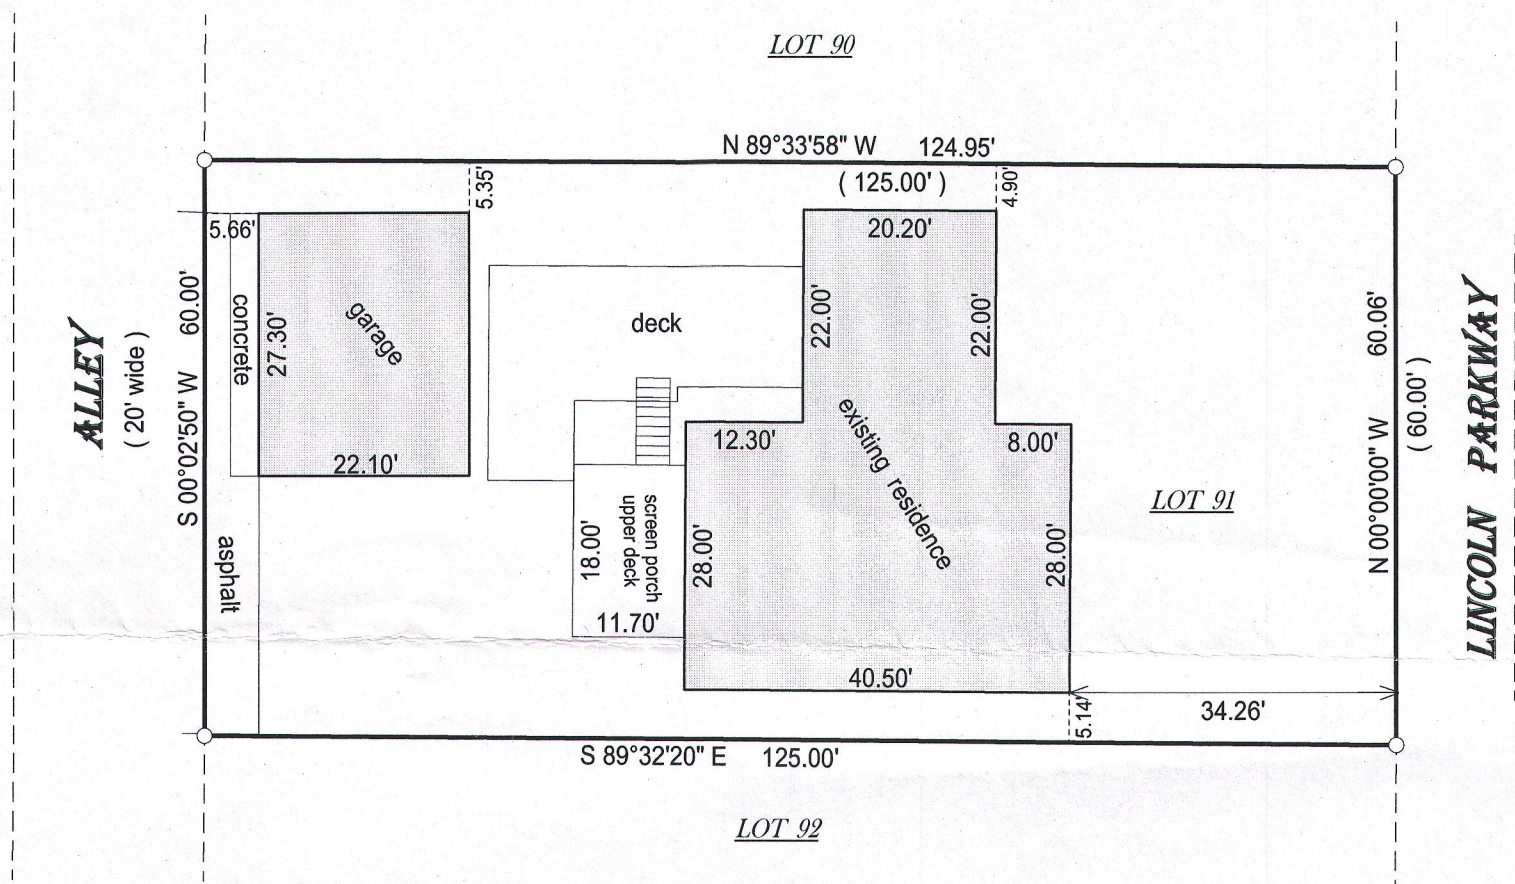 LOT 90
N 89°33'58" W 124.95'
( 125.00' )
5.35'
4.90'
5.66'
20.20'
ALLEY
( 20' wide )
S 00°02'50" W 60.00'
concrete
27.30'
garage
22.10'
asphalt
deck
22.00'
22.00'
12.30'
8.00'
existing residence
screen porch
upper deck
18.00'
11.70'
28.00'
28.00'
40.50'
LOT 91
N 00°00'00" W 60.06'
( 60.00' )
LINCOLN PARKWAY
34.26'
5.14'
S 89°32'20" E 125.00'
LOT 92